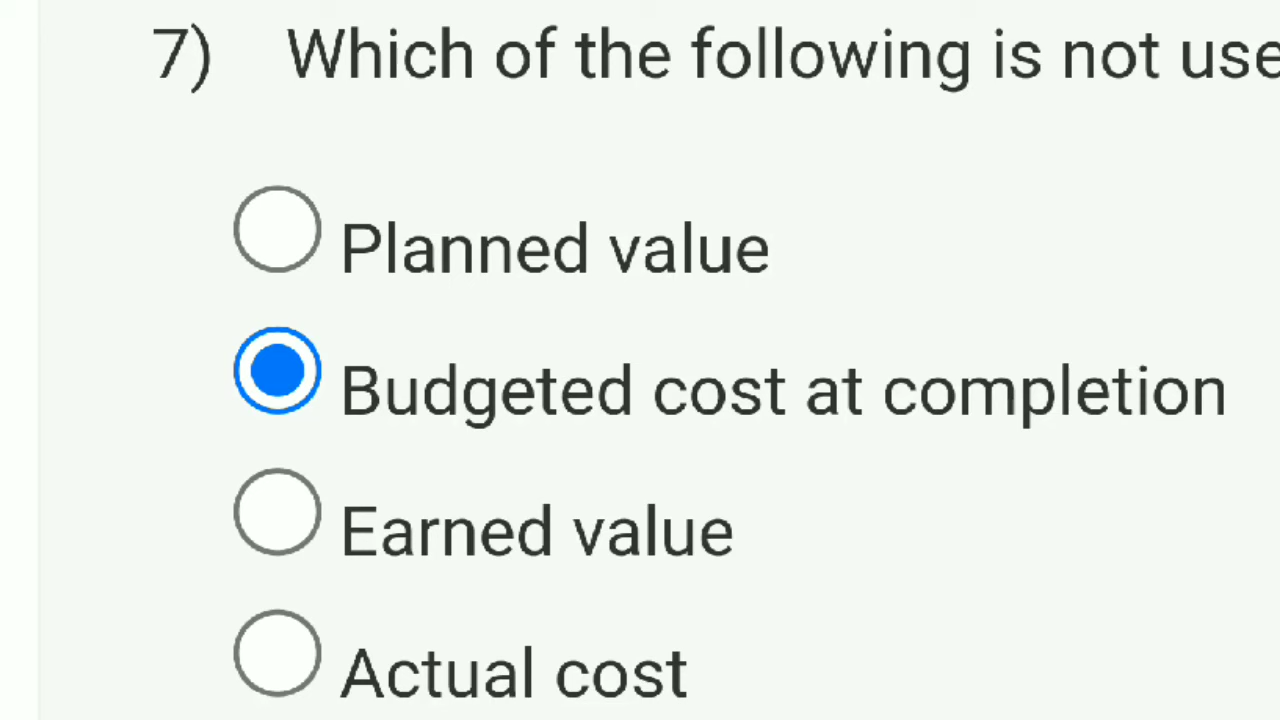 7) Which of the following is not use
Planned value
Budgeted cost at completion
Earned value
Actual cost